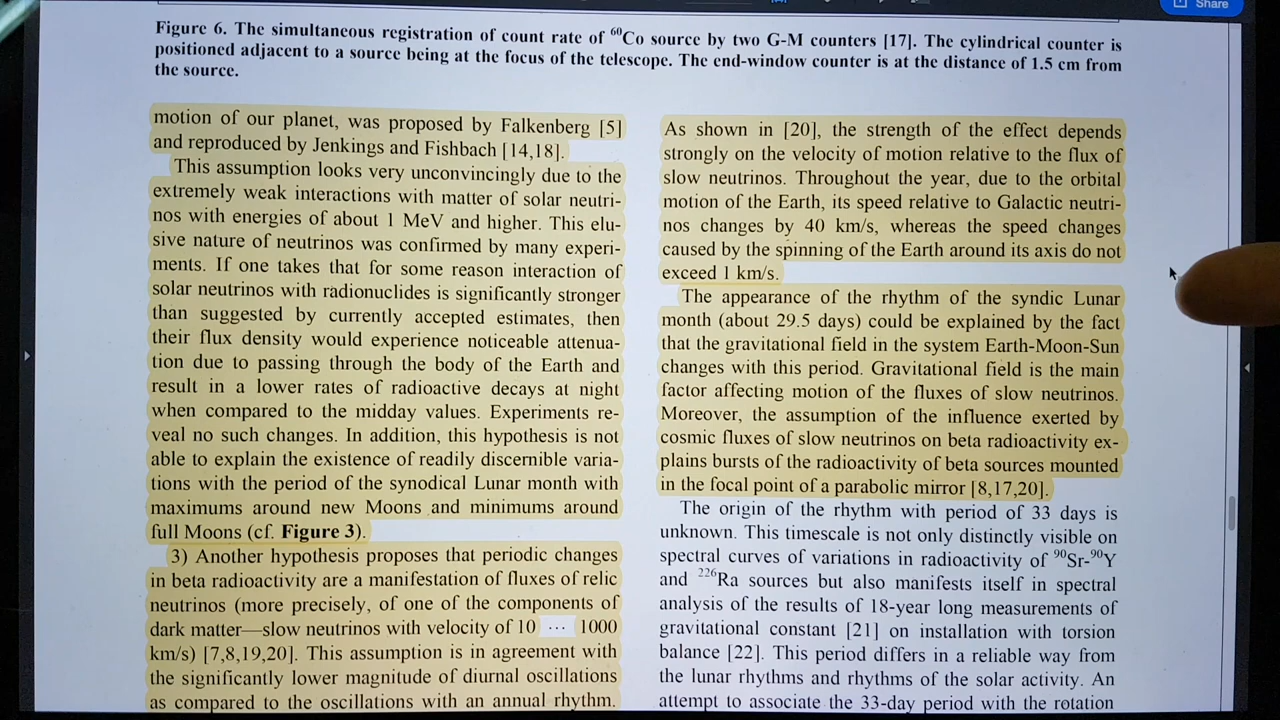 Share
Figure 6. The simultaneous registration of count rate of ⁶⁰Co source by two G-M counters [17]. The cylindrical counter is
positioned adjacent to a source being at the focus of the telescope. The end-window counter is at the distance of 1.5 cm from
the source.
motion of our planet, was proposed by Falkenberg [5]
and reproduced by Jenkings and Fishbach [14,18].
This assumption looks very unconvincingly due to the
extremely weak interactions with matter of solar neutri-
nos with energies of about 1 MeV and higher. This elu-
sive nature of neutrinos was confirmed by many experi-
ments. If one takes that for some reason interaction of
solar neutrinos with radionuclides is significantly stronger
than suggested by currently accepted estimates, then
their flux density would experience noticeable attenua-
tion due to passing through the body of the Earth and
result in a lower rates of radioactive decays at night
when compared to the midday values. Experiments re-
veal no such changes. In addition, this hypothesis is not
able to explain the existence of readily discernible varia-
tions with the period of the synodical Lunar month with
maximums around new Moons and minimums around
full Moons (cf. Figure 3).
3) Another hypothesis proposes that periodic changes
in beta radioactivity are a manifestation of fluxes of relic
neutrinos (more precisely, of one of the components of
dark matter—slow neutrinos with velocity of 10 ··· 1000
km/s) [7,8,19,20]. This assumption is in agreement with
the significantly lower magnitude of diurnal oscillations
as compared to the oscillations with an annual rhythm.
As shown in [20], the strength of the effect depends
strongly on the velocity of motion relative to the flux of
slow neutrinos. Throughout the year, due to the orbital
motion of the Earth, its speed relative to Galactic neutri-
nos changes by 40 km/s, whereas the speed changes
caused by the spinning of the Earth around its axis do not
exceed 1 km/s.
The appearance of the rhythm of the syndic Lunar
month (about 29.5 days) could be explained by the fact
that the gravitational field in the system Earth-Moon-Sun
changes with this period. Gravitational field is the main
factor affecting motion of the fluxes of slow neutrinos.
Moreover, the assumption of the influence exerted by
cosmic fluxes of slow neutrinos on beta radioactivity ex-
plains bursts of the radioactivity of beta sources mounted
in the focal point of a parabolic mirror [8,17,20].
The origin of the rhythm with period of 33 days is
unknown. This timescale is not only distinctly visible on
spectral curves of variations in radioactivity of ⁹⁰Sr-⁹⁰Y
and ²²⁶Ra sources but also manifests itself in spectral
analysis of the results of 18-year long measurements of
gravitational constant [21] on installation with torsion
balance [22]. This period differs in a reliable way from
the lunar rhythms and rhythms of the solar activity. An
attempt to associate the 33-day period with the rotation